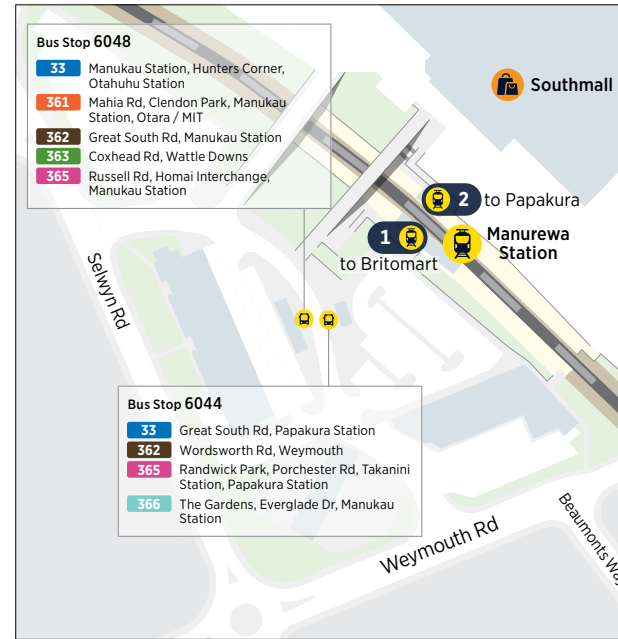 Bus Stop 6048
33 Manukau Station, Hunters Corner,
Otahuhu Station
361 Mahia Rd, Clendon Park, Manukau
Station, Otara / MIT
362 Great South Rd, Manukau Station
363 Coxhead Rd, Wattle Downs
365 Russell Rd, Homai Interchange,
Manukau Station
Southmall
2 to Papakura
1
to Britomart
Manurewa
Station
Selwyn Rd
Bus Stop 6044
33 Great South Rd, Papakura Station
362 Wordsworth Rd, Weymouth
365 Randwick Park, Porchester Rd, Takanini
Station, Papakura Station
366 The Gardens, Everglade Dr, Manukau
Station
Weymouth Rd
Beaumonts Way